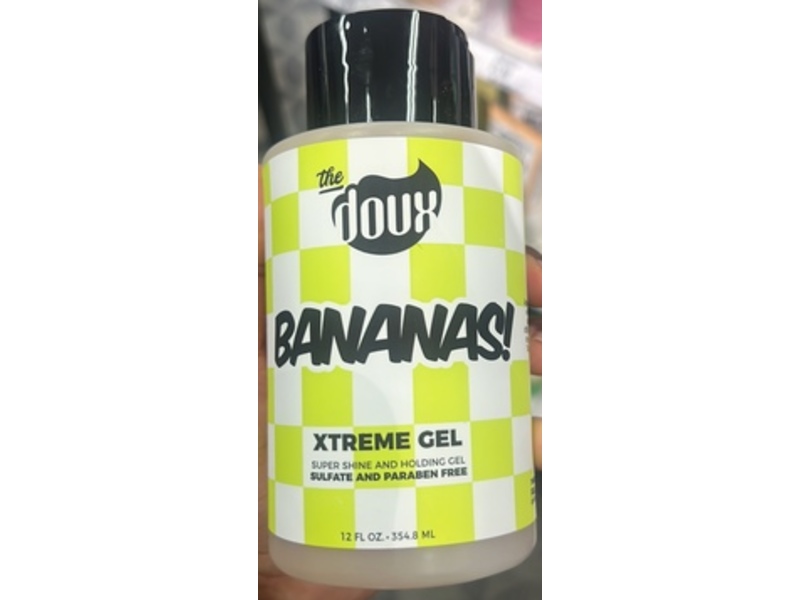 the
doux
BANANAS!
XTREME GEL
SUPER SHINE AND HOLDING GEL
SULFATE AND PARABEN FREE
12 FL OZ. • 354.8 ML